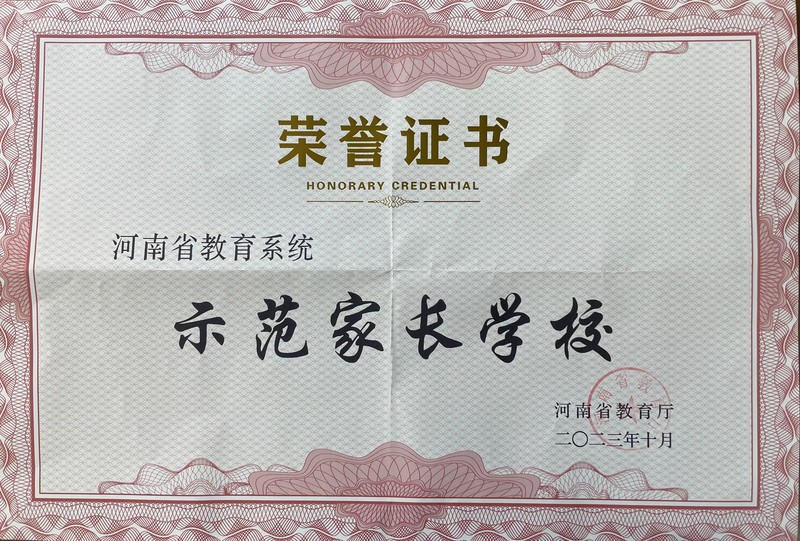 荣誉证书
HONORARY CREDENTIAL
河南省教育系统
示范家长学校
河南省教育厅
二〇二三年十月